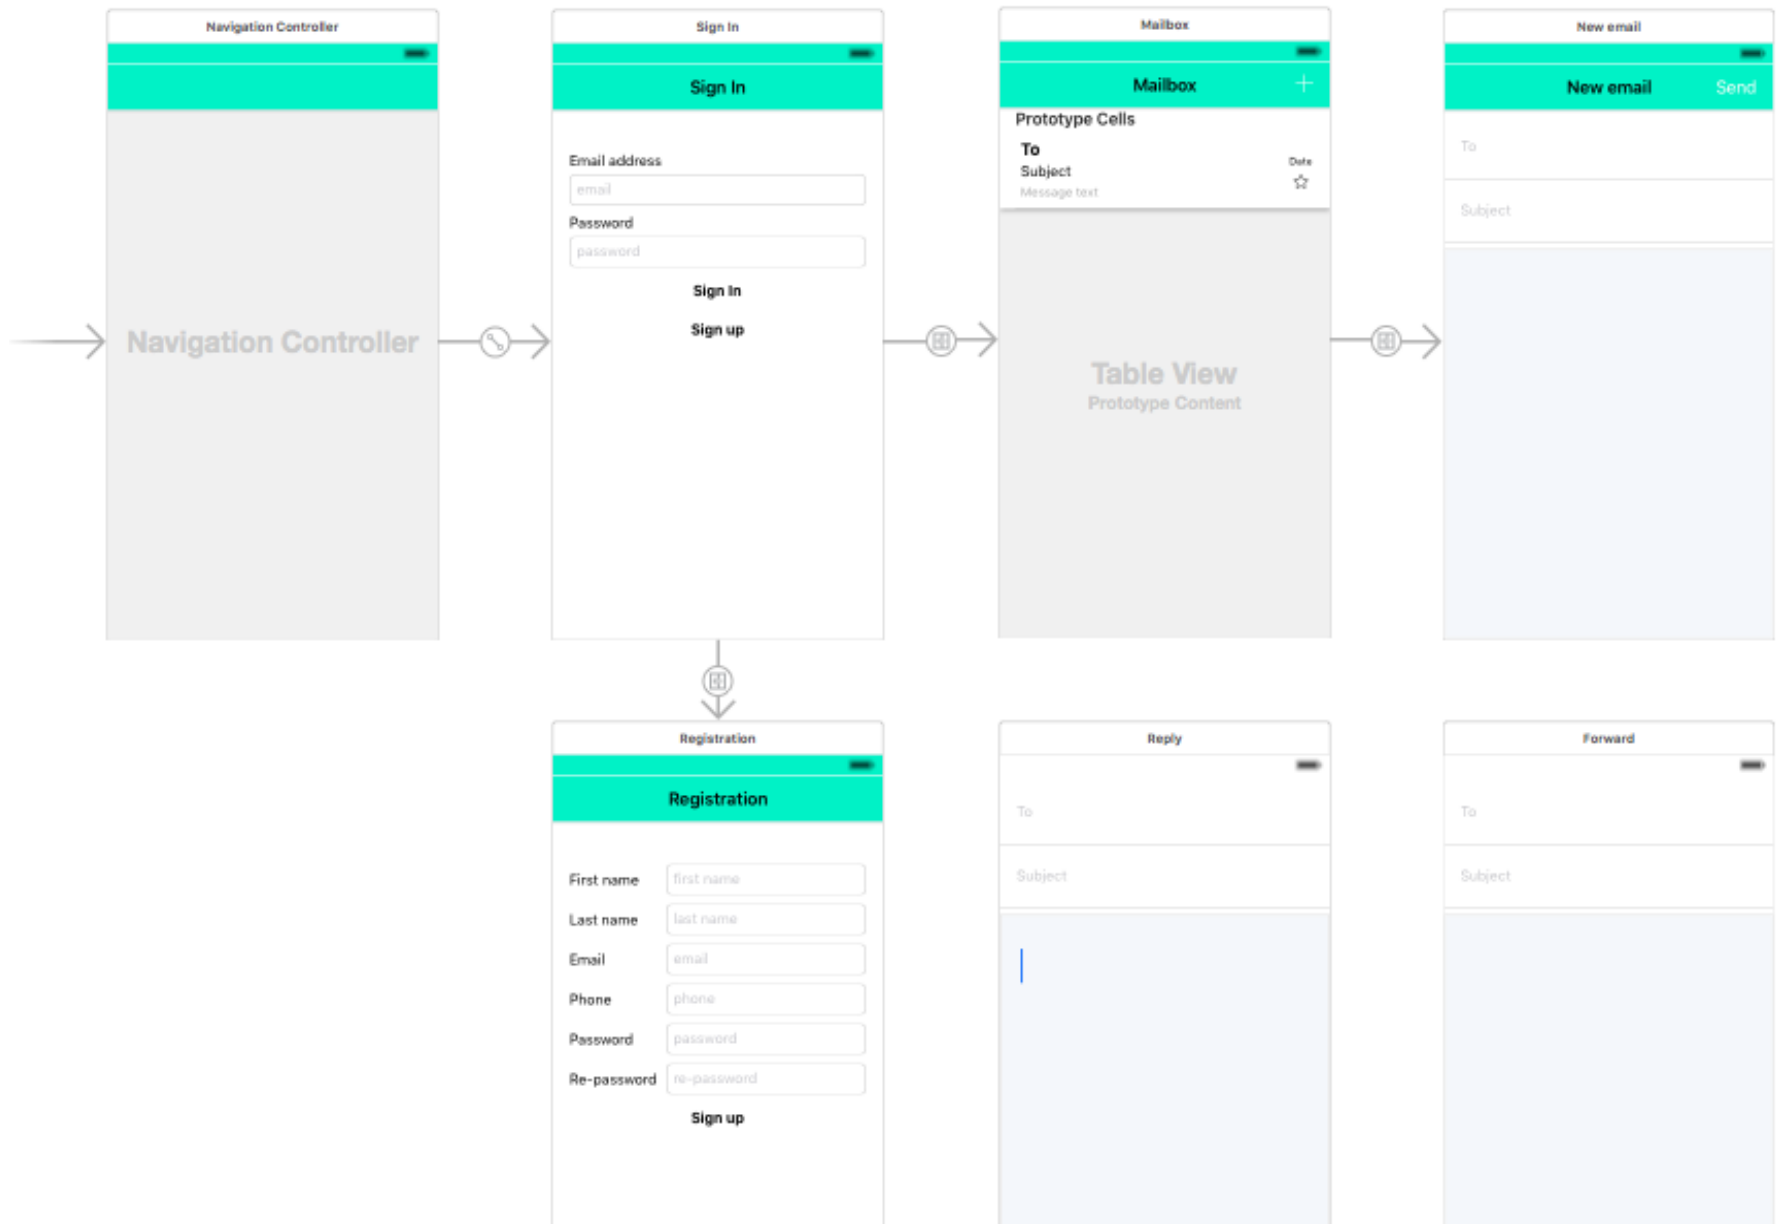 Navigation Controller
Navigation Controller
Sign In
Sign In
Email address
email
Password
password
Sign In
Sign up
Mailbox
Mailbox +
Prototype Cells
To
Subject
Message text
Date
Table View
Prototype Content
New email
New email Send
To
Subject
Registration
Registration
First name first name
Last name last name
Email email
Phone phone
Password password
Re-password re-password
Sign up
Reply
To
Subject
Forward
To
Subject